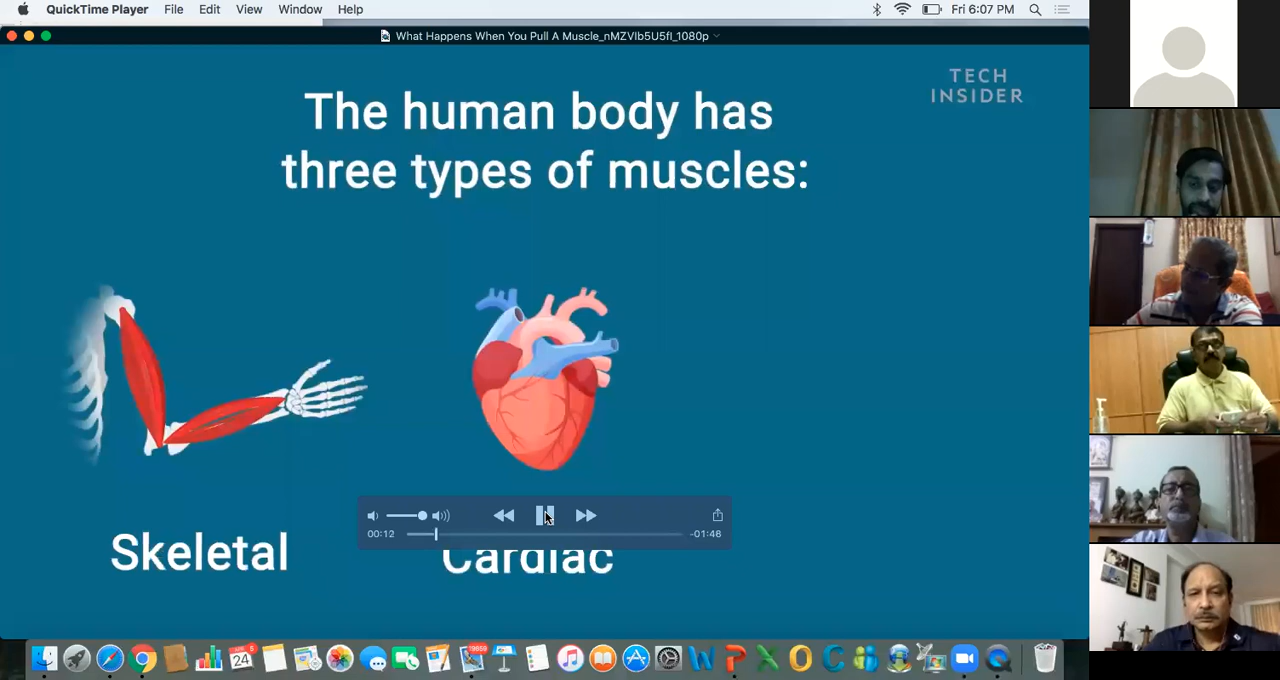 QuickTime Player File Edit View Window Help Fri 6:07 PM
What Happens When You Pull A Muscle_nMZVIb5U5fI_1080p
TECH
INSIDER
The human body has
three types of muscles:
00:12 -01:48
Skeletal Cardiac